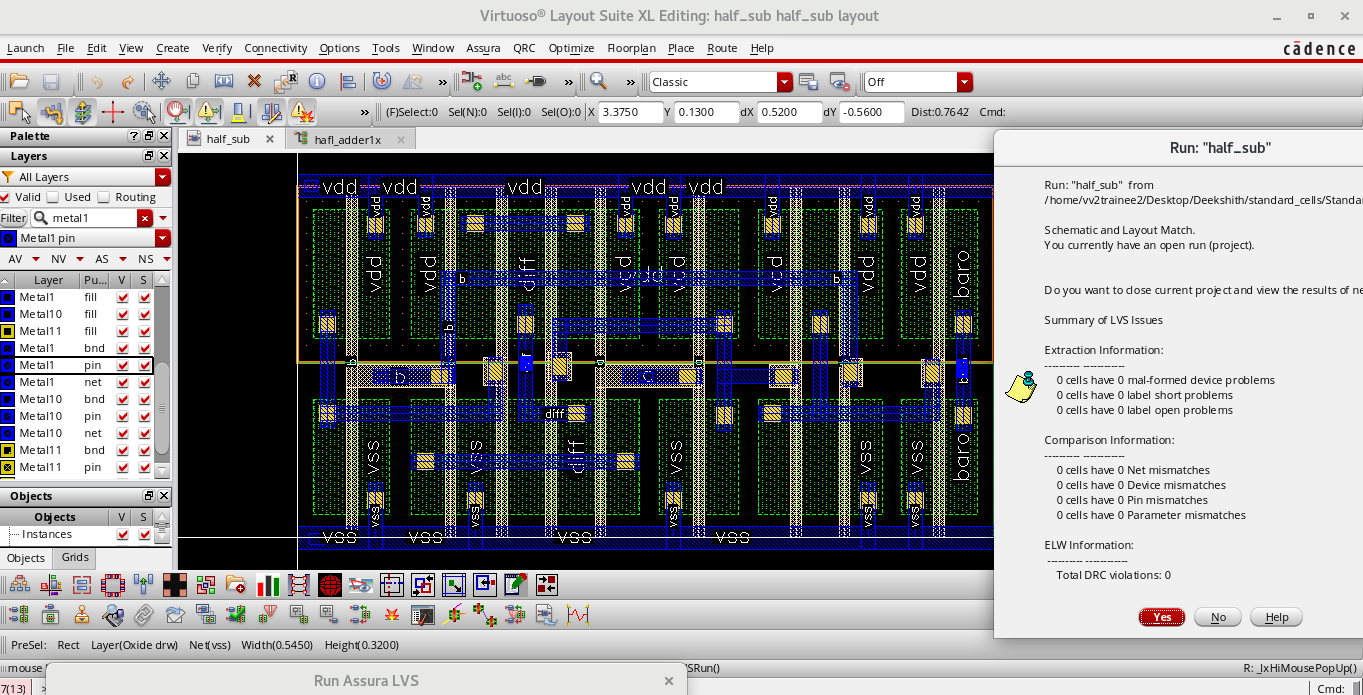 Virtuoso® Layout Suite XL Editing: half_sub half_sub layout
Launch File Edit View Create Verify Connectivity Options Tools Window Assura QRC Optimize Floorplan Place Route Help
cādence
Classic Off
(F)Select:0 Sel(N):0 Sel(I):0 Sel(O):0 X 3.3750 Y 0.1300 dX 0.5200 dY -0.5600 Dist:0.7642 Cmd:
Palette
half_sub hafl_adder1x
Layers
All Layers
Valid Used Routing
Filter metal1
Metal1 pin
AV NV AS NS
Layer Pu... V S
Metal1 fill
Metal10 fill
Metal11 fill
Metal1 bnd
Metal1 pin
Metal1 net
Metal10 bnd
Metal10 pin
Metal10 net
Metal11 bnd
Metal11 pin
Objects
Objects V S
Instances
Objects Grids
vdd vdd vdd vdd vdd
vdd vdd vdd vdd vdd vdd vdd
vdd vdd diff vdd vdd vdd vdd baro
b b
b
b
diff
vss vss diff vss vss vss baro
vss vss vss vss vss
vss vss vss vss
Run: "half_sub"
Run: "half_sub" from
/home/vv2trainee2/Desktop/Deekshith/standard_cells/Standa
Schematic and Layout Match.
You currently have an open run (project).
Do you want to close current project and view the results of ne
Summary of LVS Issues
Extraction Information:
---------- ------------
0 cells have 0 mal-formed device problems
0 cells have 0 label short problems
0 cells have 0 label open problems
Comparison Information:
---------- ------------
0 cells have 0 Net mismatches
0 cells have 0 Device mismatches
0 cells have 0 Pin mismatches
0 cells have 0 Parameter mismatches
ELW Information:
---------- ------------
Total DRC violations: 0
Yes No Help
PreSel: Rect Layer(Oxide drw) Net(vss) Width(0.5450) Height(0.3200)
mouse SRun() R: _lxHiMousePopUp()
7(13) > Cmd:
Run Assura LVS